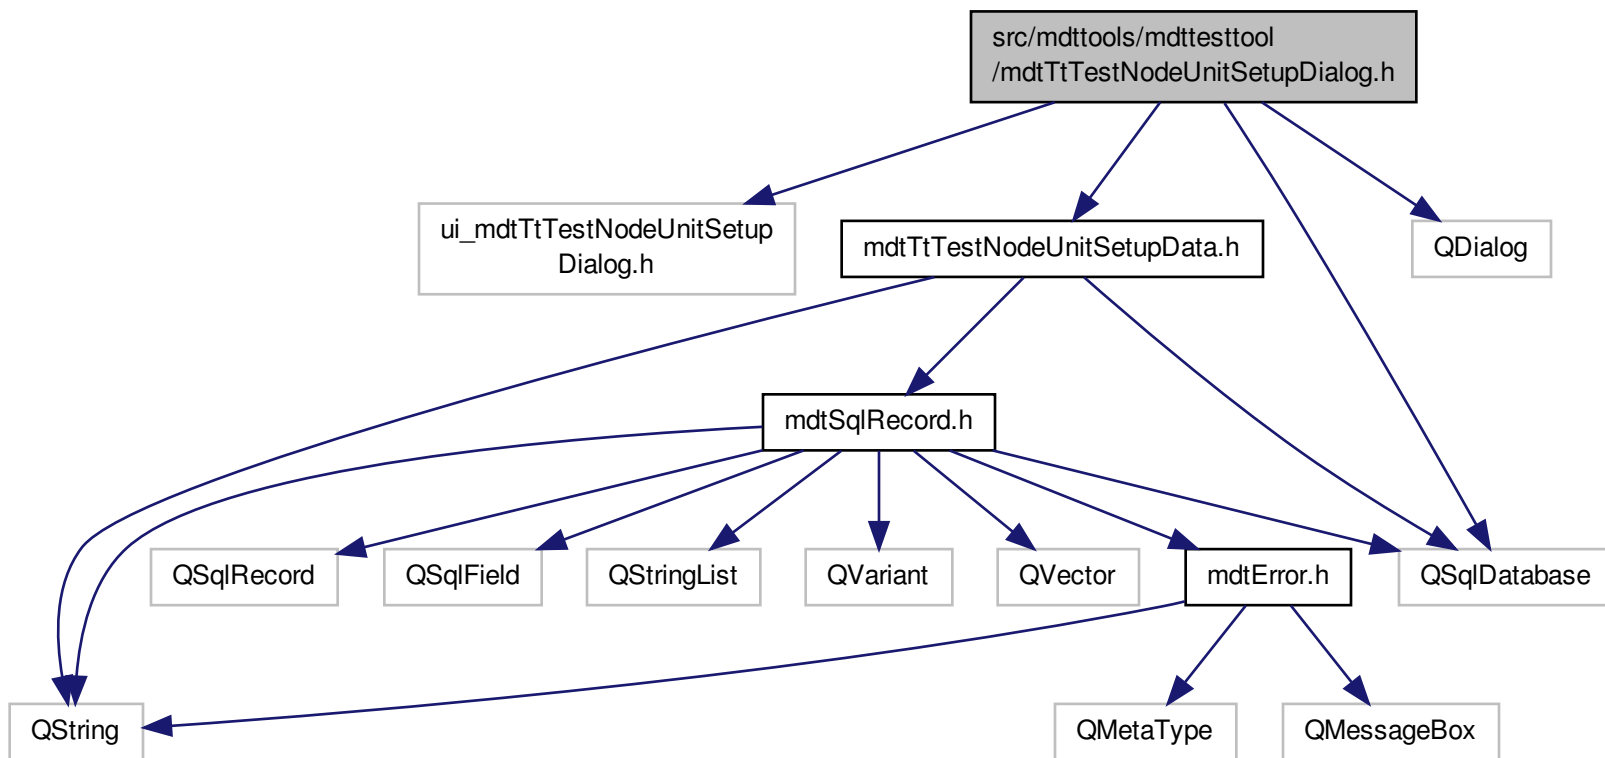 src/mdttools/mdttesttool
/mdtTtTestNodeUnitSetupDialog.h
ui_mdtTtTestNodeUnitSetup
Dialog.h
mdtTtTestNodeUnitSetupData.h
QDialog
mdtSqlRecord.h
QSqlRecord
QSqlField
QStringList
QVariant
QVector
mdtError.h
QSqlDatabase
QString
QMetaType
QMessageBox